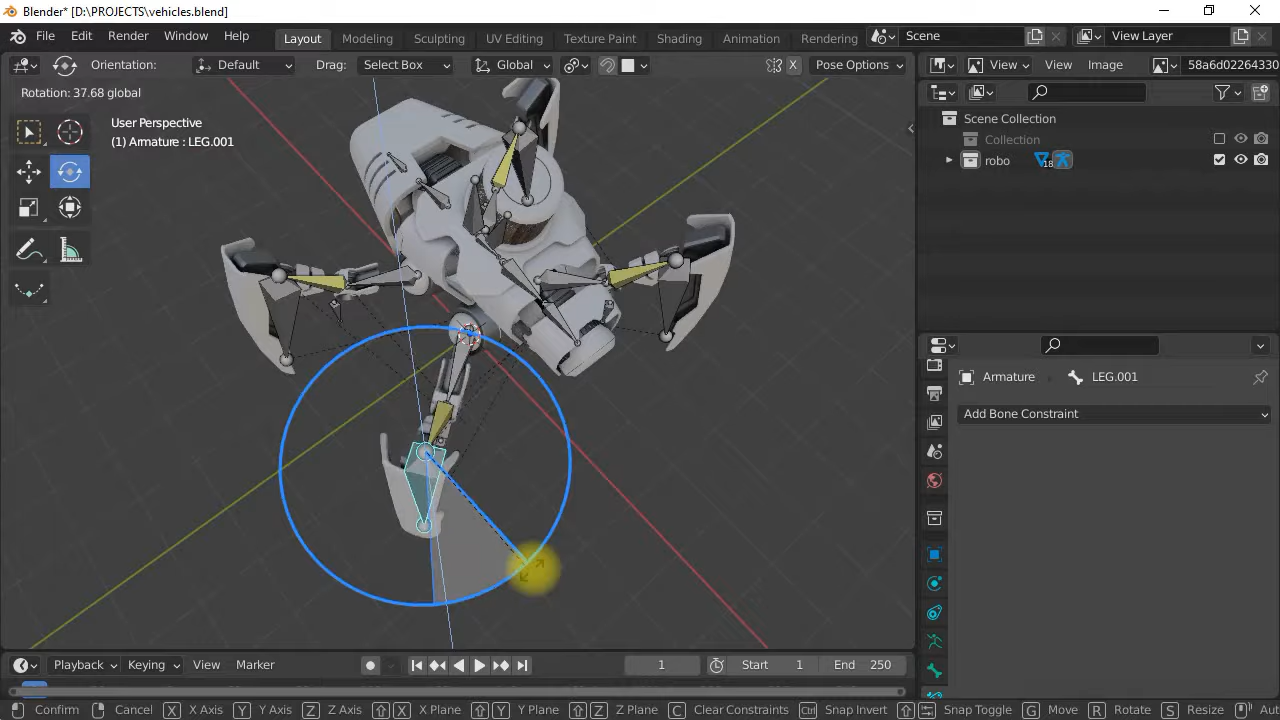 Blender* [D:\PROJECTS\vehicles.blend]
File Edit Render Window Help Layout Modeling Sculpting UV Editing Texture Paint Shading Animation Rendering Scene View Layer
Orientation: Default Drag: Select Box Global X Pose Options View View Image 58a6d02264330
Rotation: 37.68 global
User Perspective
(1) Armature : LEG.001
Scene Collection
Collection
robo 18
Armature LEG.001
Add Bone Constraint
Playback Keying View Marker 1 Start 1 End 250
Confirm Cancel X X Axis Y Y Axis Z Z Axis X X Plane Y Y Plane Z Z Plane C Clear Constraints Ctrl Snap Invert Snap Toggle G Move R Rotate S Resize Aut